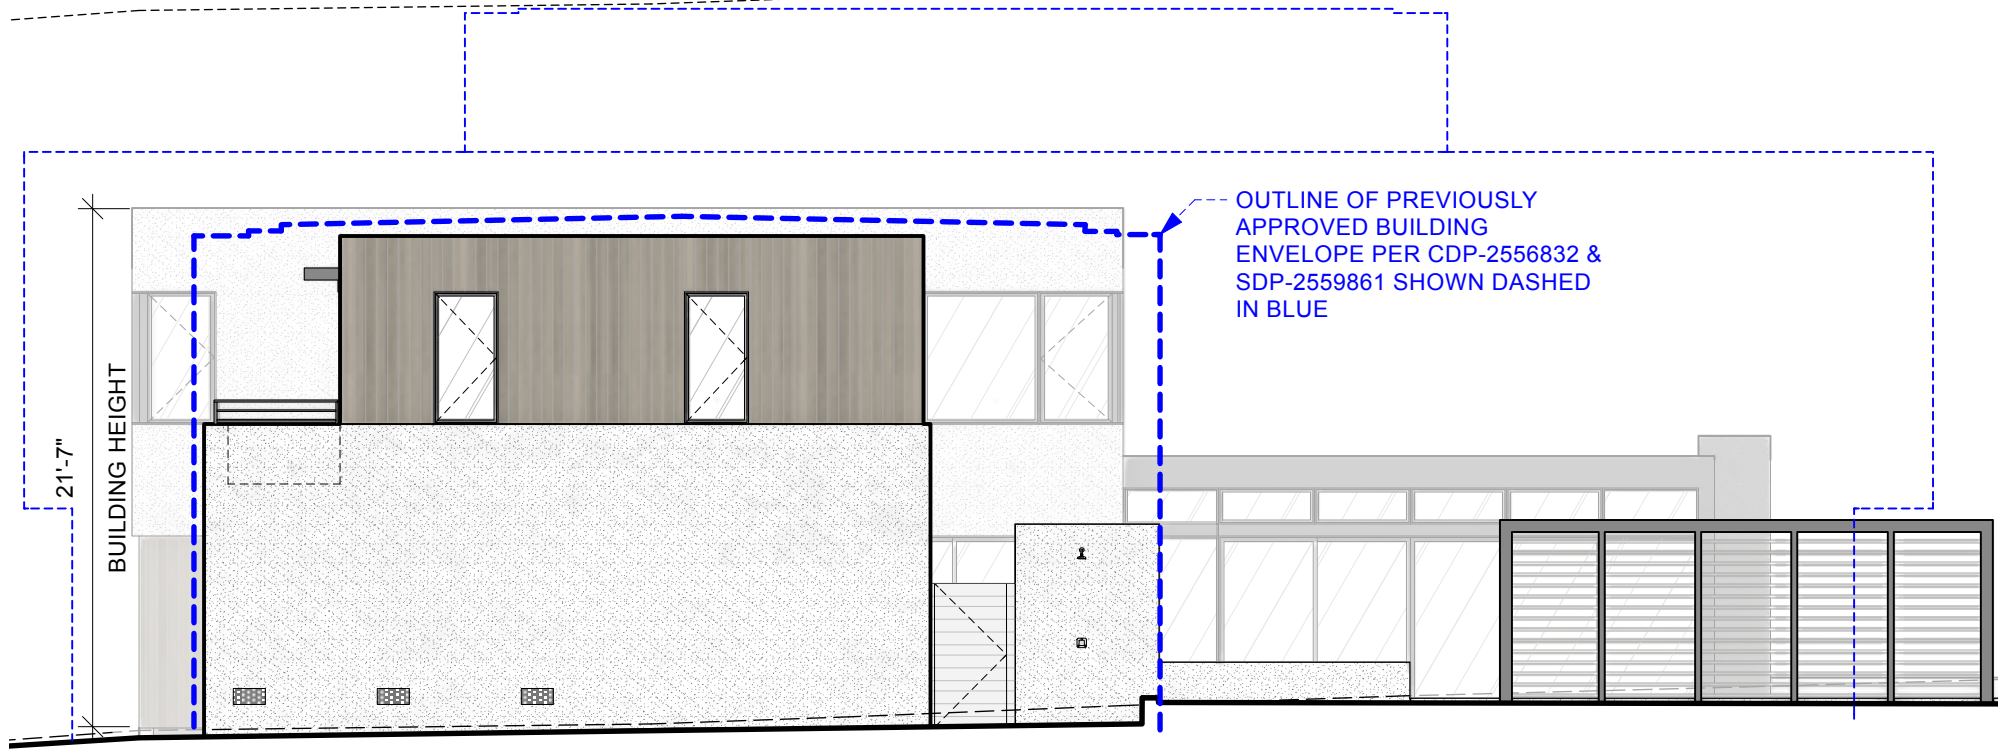 OUTLINE OF PREVIOUSLY
APPROVED BUILDING
ENVELOPE PER CDP-2556832 &
SDP-2559861 SHOWN DASHED
IN BLUE
21'-7"
BUILDING HEIGHT